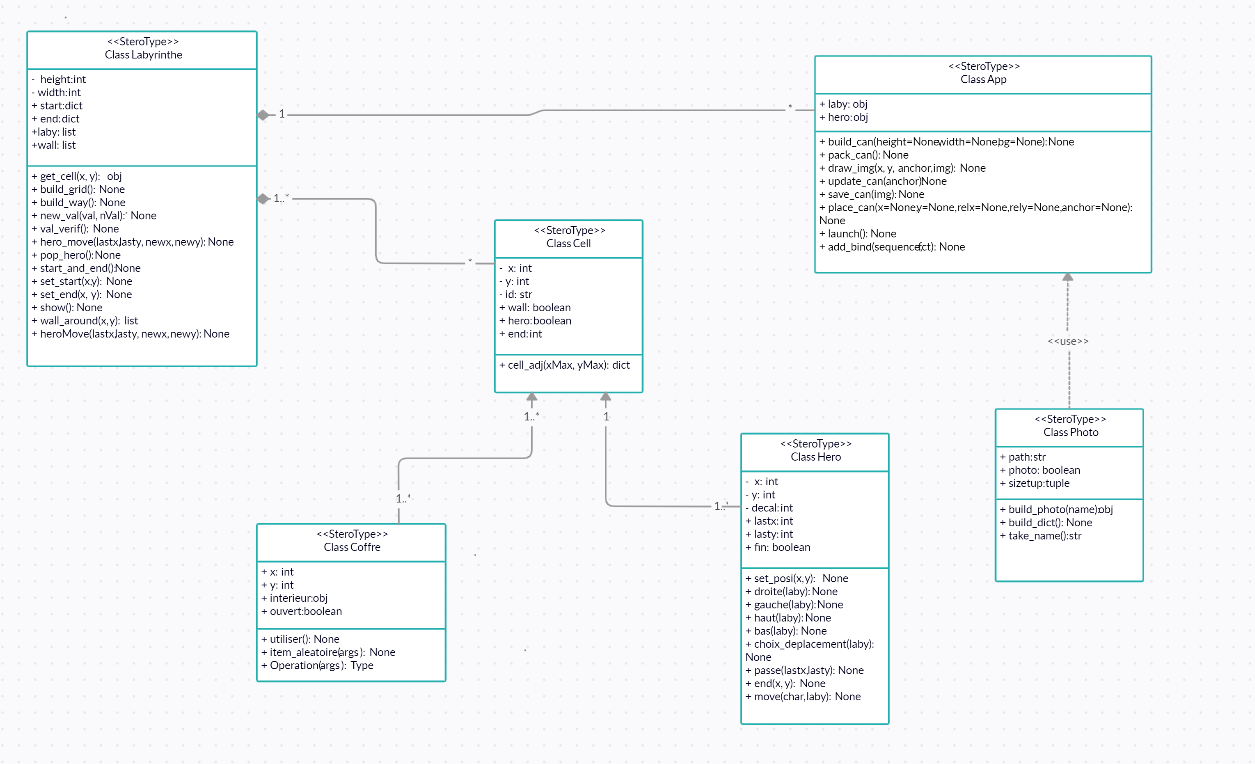 <<SteroType>>
Class Labyrinthe
- height:int
- width:int
+ start:dict
+ end:dict
+laby: list
+wall: list
+ get_cell(x, y): obj
+ build_grid(): None
+ build_way(): None
+ new_val(val, nVal):' None
+ val_verif(): None
+ hero_move(lastx,lasty, newx,newy): None
+ pop_hero():None
+ start_and_end():None
+ set_start(x,y): None
+ set_end(x, y): None
+ show(): None
+ wall_around(x,y): list
+ heroMove(lastx,lasty, newx,newy): None
1
*
1..*
*
<<SteroType>>
Class App
+ laby: obj
+ hero:obj
+ build_can(height=None,width=None,bg=None):None
+ pack_can(): None
+ draw_img(x, y, anchor,img): None
+ update_can(anchor)None
+ save_can(img): None
+ place_can(x=None,y=None,relx=None,rely=None,anchor=None):
None
+ launch(): None
+ add_bind(sequence,fct): None
<<SteroType>>
Class Cell
- x: int
- y: int
- id: str
+ wall: boolean
+ hero:boolean
+ end:int
+ cell_adj(xMax, yMax): dict
<<use>>
1..*
1
1..*
1..*
<<SteroType>>
Class Photo
+ path:str
+ photo: boolean
+ sizetup:tuple
+ build_photo(name):obj
+ build_dict(): None
+ take_name():str
<<SteroType>>
Class Hero
- x: int
- y: int
- decal:int
+ lastx: int
+ lasty: int
+ fin: boolean
+ set_posi(x,y): None
+ droite(laby):None
+ gauche(laby):None
+ haut(laby):None
+ bas(laby): None
+ choix_deplacement(laby):
None
+ passe(lastx,lasty): None
+ end(x, y): None
+ move(char,laby): None
<<SteroType>>
Class Coffre
+ x: int
+ y: int
+ interieur:obj
+ ouvert:boolean
+ utiliser(): None
+ item_aleatoire(args): None
+ Operation(args): Type